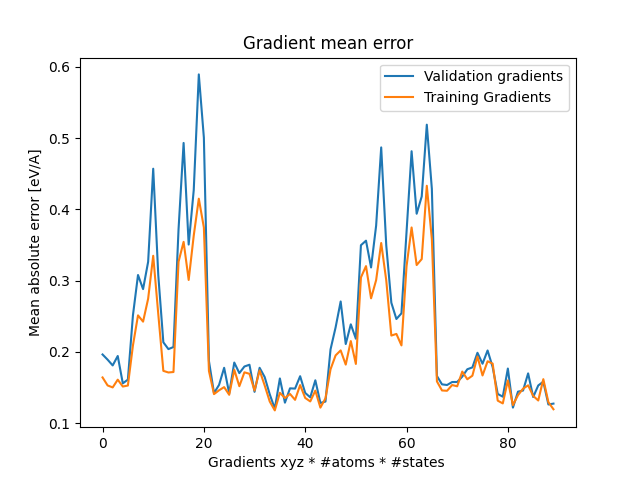 Gradient mean error
Validation gradients
Training Gradients
0.6
0.5
0.4
0.3
0.2
0.1
Mean absolute error [eV/A]
0 20 40 60 80
Gradients xyz * #atoms * #states